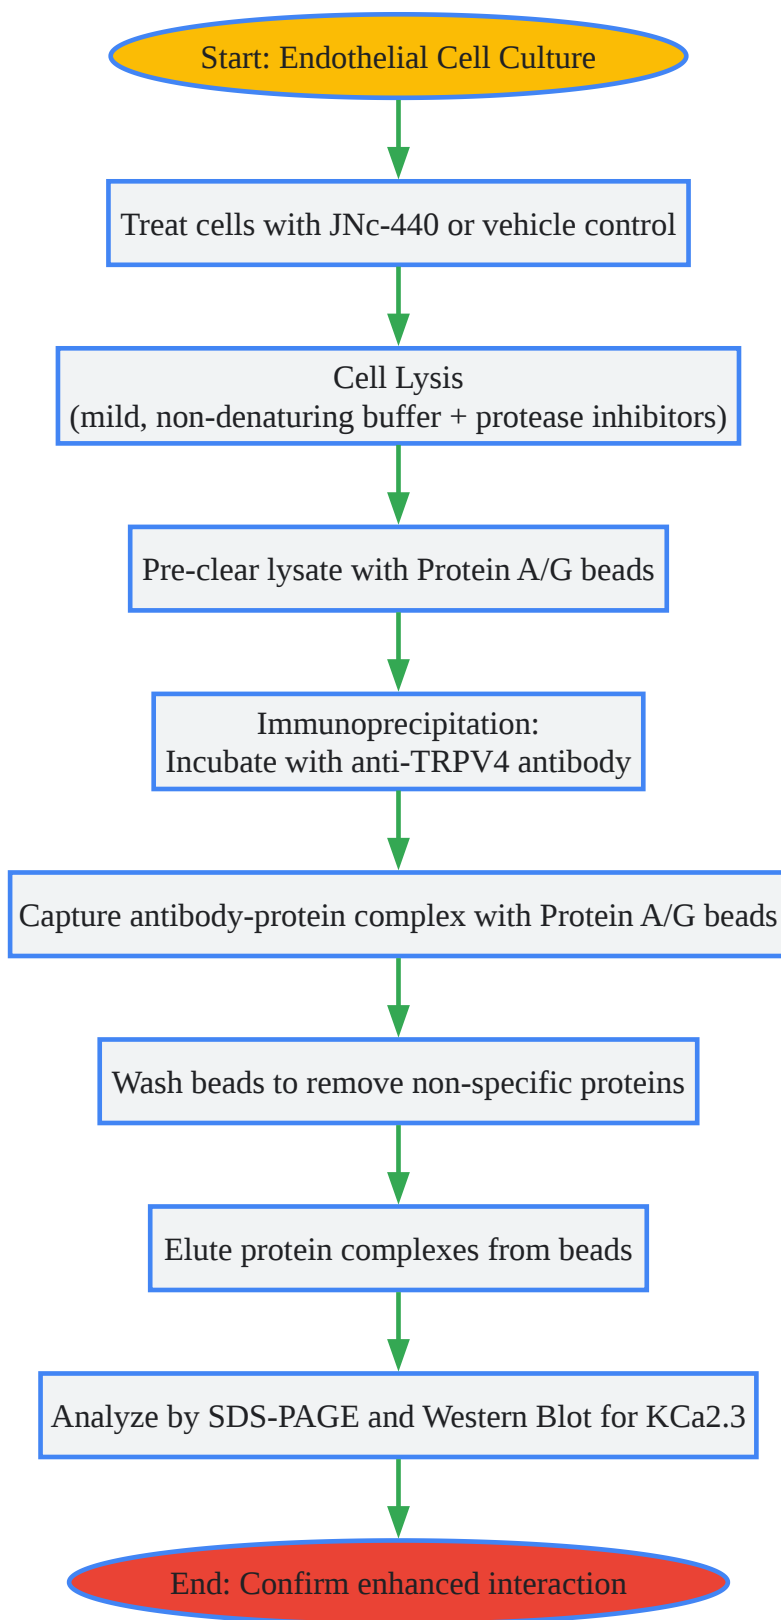 Start: Endothelial Cell Culture
Treat cells with JNc-440 or vehicle control
Cell Lysis
(mild, non-denaturing buffer + protease inhibitors)
Pre-clear lysate with Protein A/G beads
Immunoprecipitation:
Incubate with anti-TRPV4 antibody
Capture antibody-protein complex with Protein A/G beads
Wash beads to remove non-specific proteins
Elute protein complexes from beads
Analyze by SDS-PAGE and Western Blot for KCa2.3
End: Confirm enhanced interaction